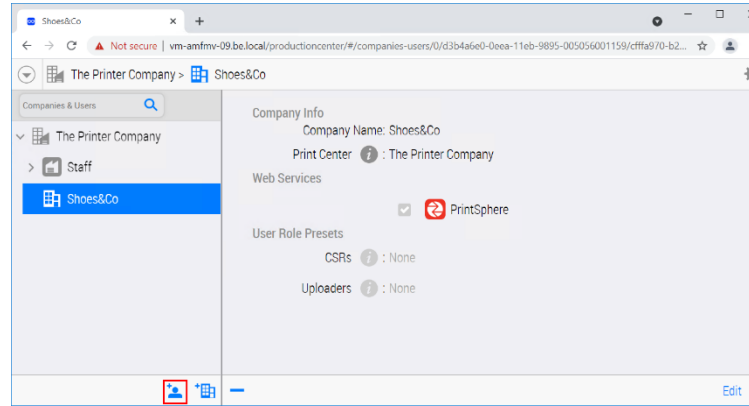 Shoes&Co
Not secure | vm-amfmv-09.be.local/productioncenter/#/companies-users/0/d3b4a6e0-0eea-11eb-9895-005056001159/cfffa970-b2...
The Printer Company > Shoes&Co
Companies & Users
The Printer Company
Staff
Shoes&Co
Company Info
Company Name: Shoes&Co
Print Center : The Printer Company
Web Services
PrintSphere
User Role Presets
CSRs : None
Uploaders : None
Edit